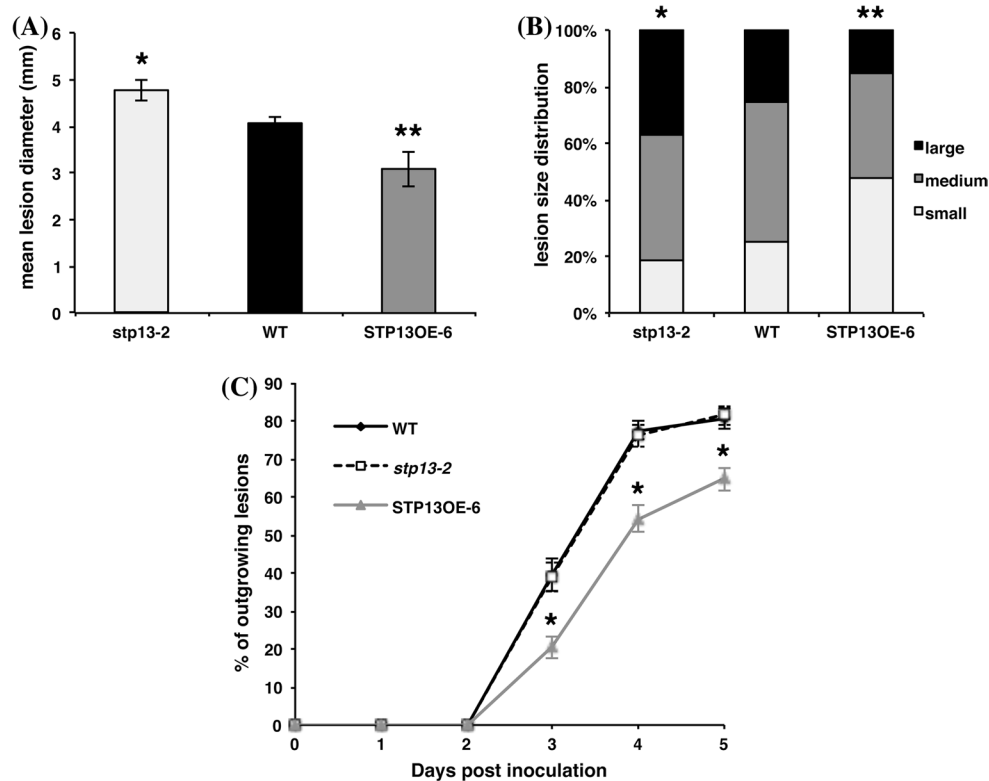 (A)
mean lesion diameter (mm)
6
5
4
3
2
1
0
*
**
stp13-2 WT STP13OE-6
(B)
lesion size distribution
100%
80%
60%
40%
20%
0%
*
**
stp13-2 WT STP13OE-6
large
medium
small
(C)
% of outgrowing lesions
90
80
70
60
50
40
30
20
10
0
WT
stp13-2
STP13OE-6
*
*
*
0 1 2 3 4 5
Days post inoculation